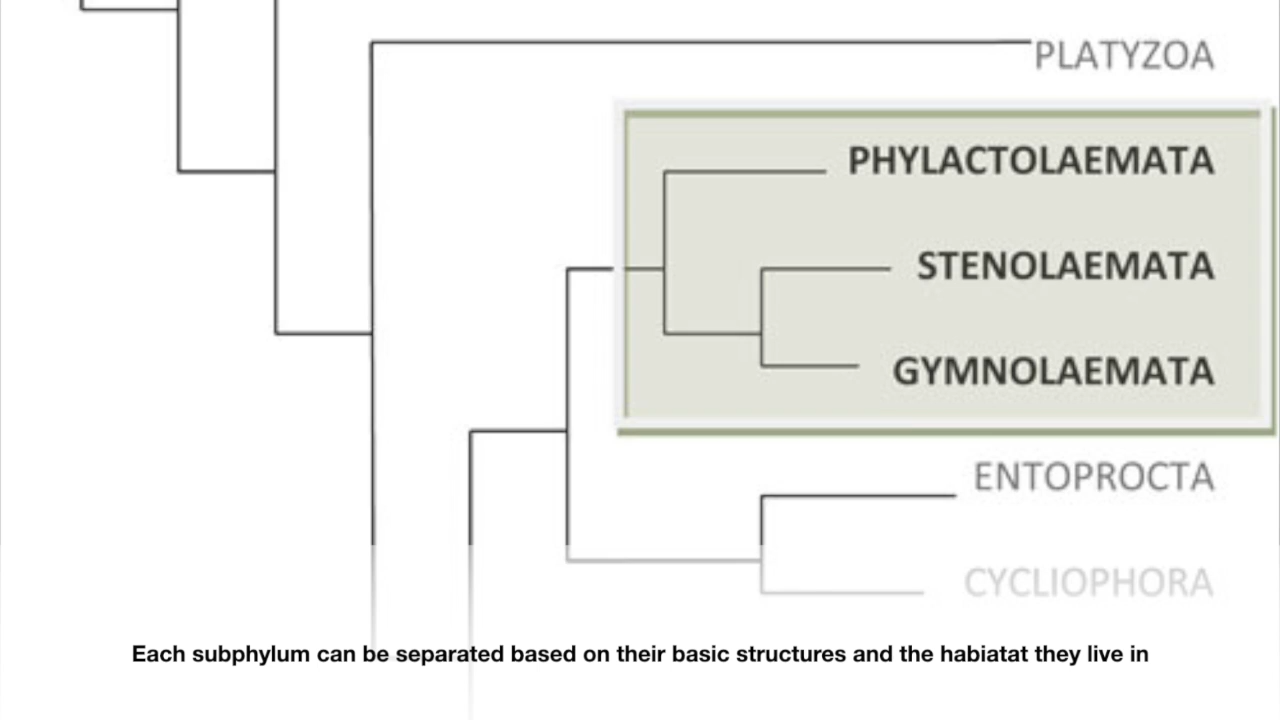 PLATYZOA
PHYLACTOLAEMATA
STENOLAEMATA
GYMNOLAEMATA
ENTOPROCTA
CYCLIOPHORA
Each subphylum can be separated based on their basic structures and the habiatat they live in